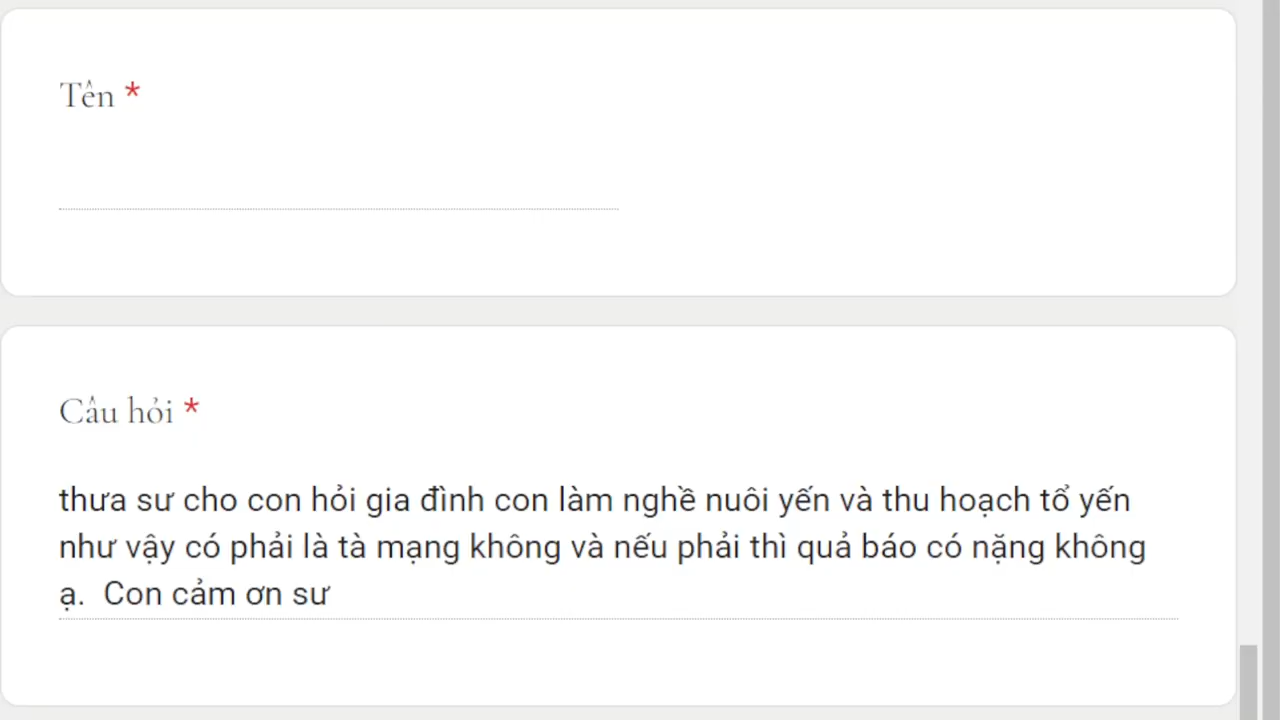 Tên *
Câu hỏi *
thưa sư cho con hỏi gia đình con làm nghề nuôi yến và thu hoạch tổ yến
như vậy có phải là tà mạng không và nếu phải thì quả báo có nặng không
ạ.  Con cảm ơn sư